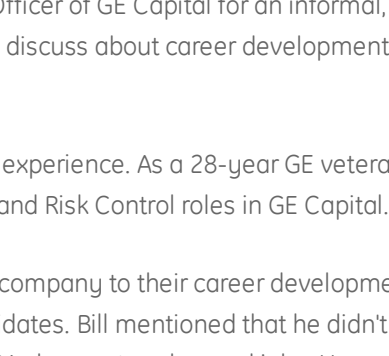 Officer of GE Capital for an informal,
discuss about career development
experience. As a 28-year GE vetera
and Risk Control roles in GE Capital.
company to their career developme
dates. Bill mentioned that he didn't